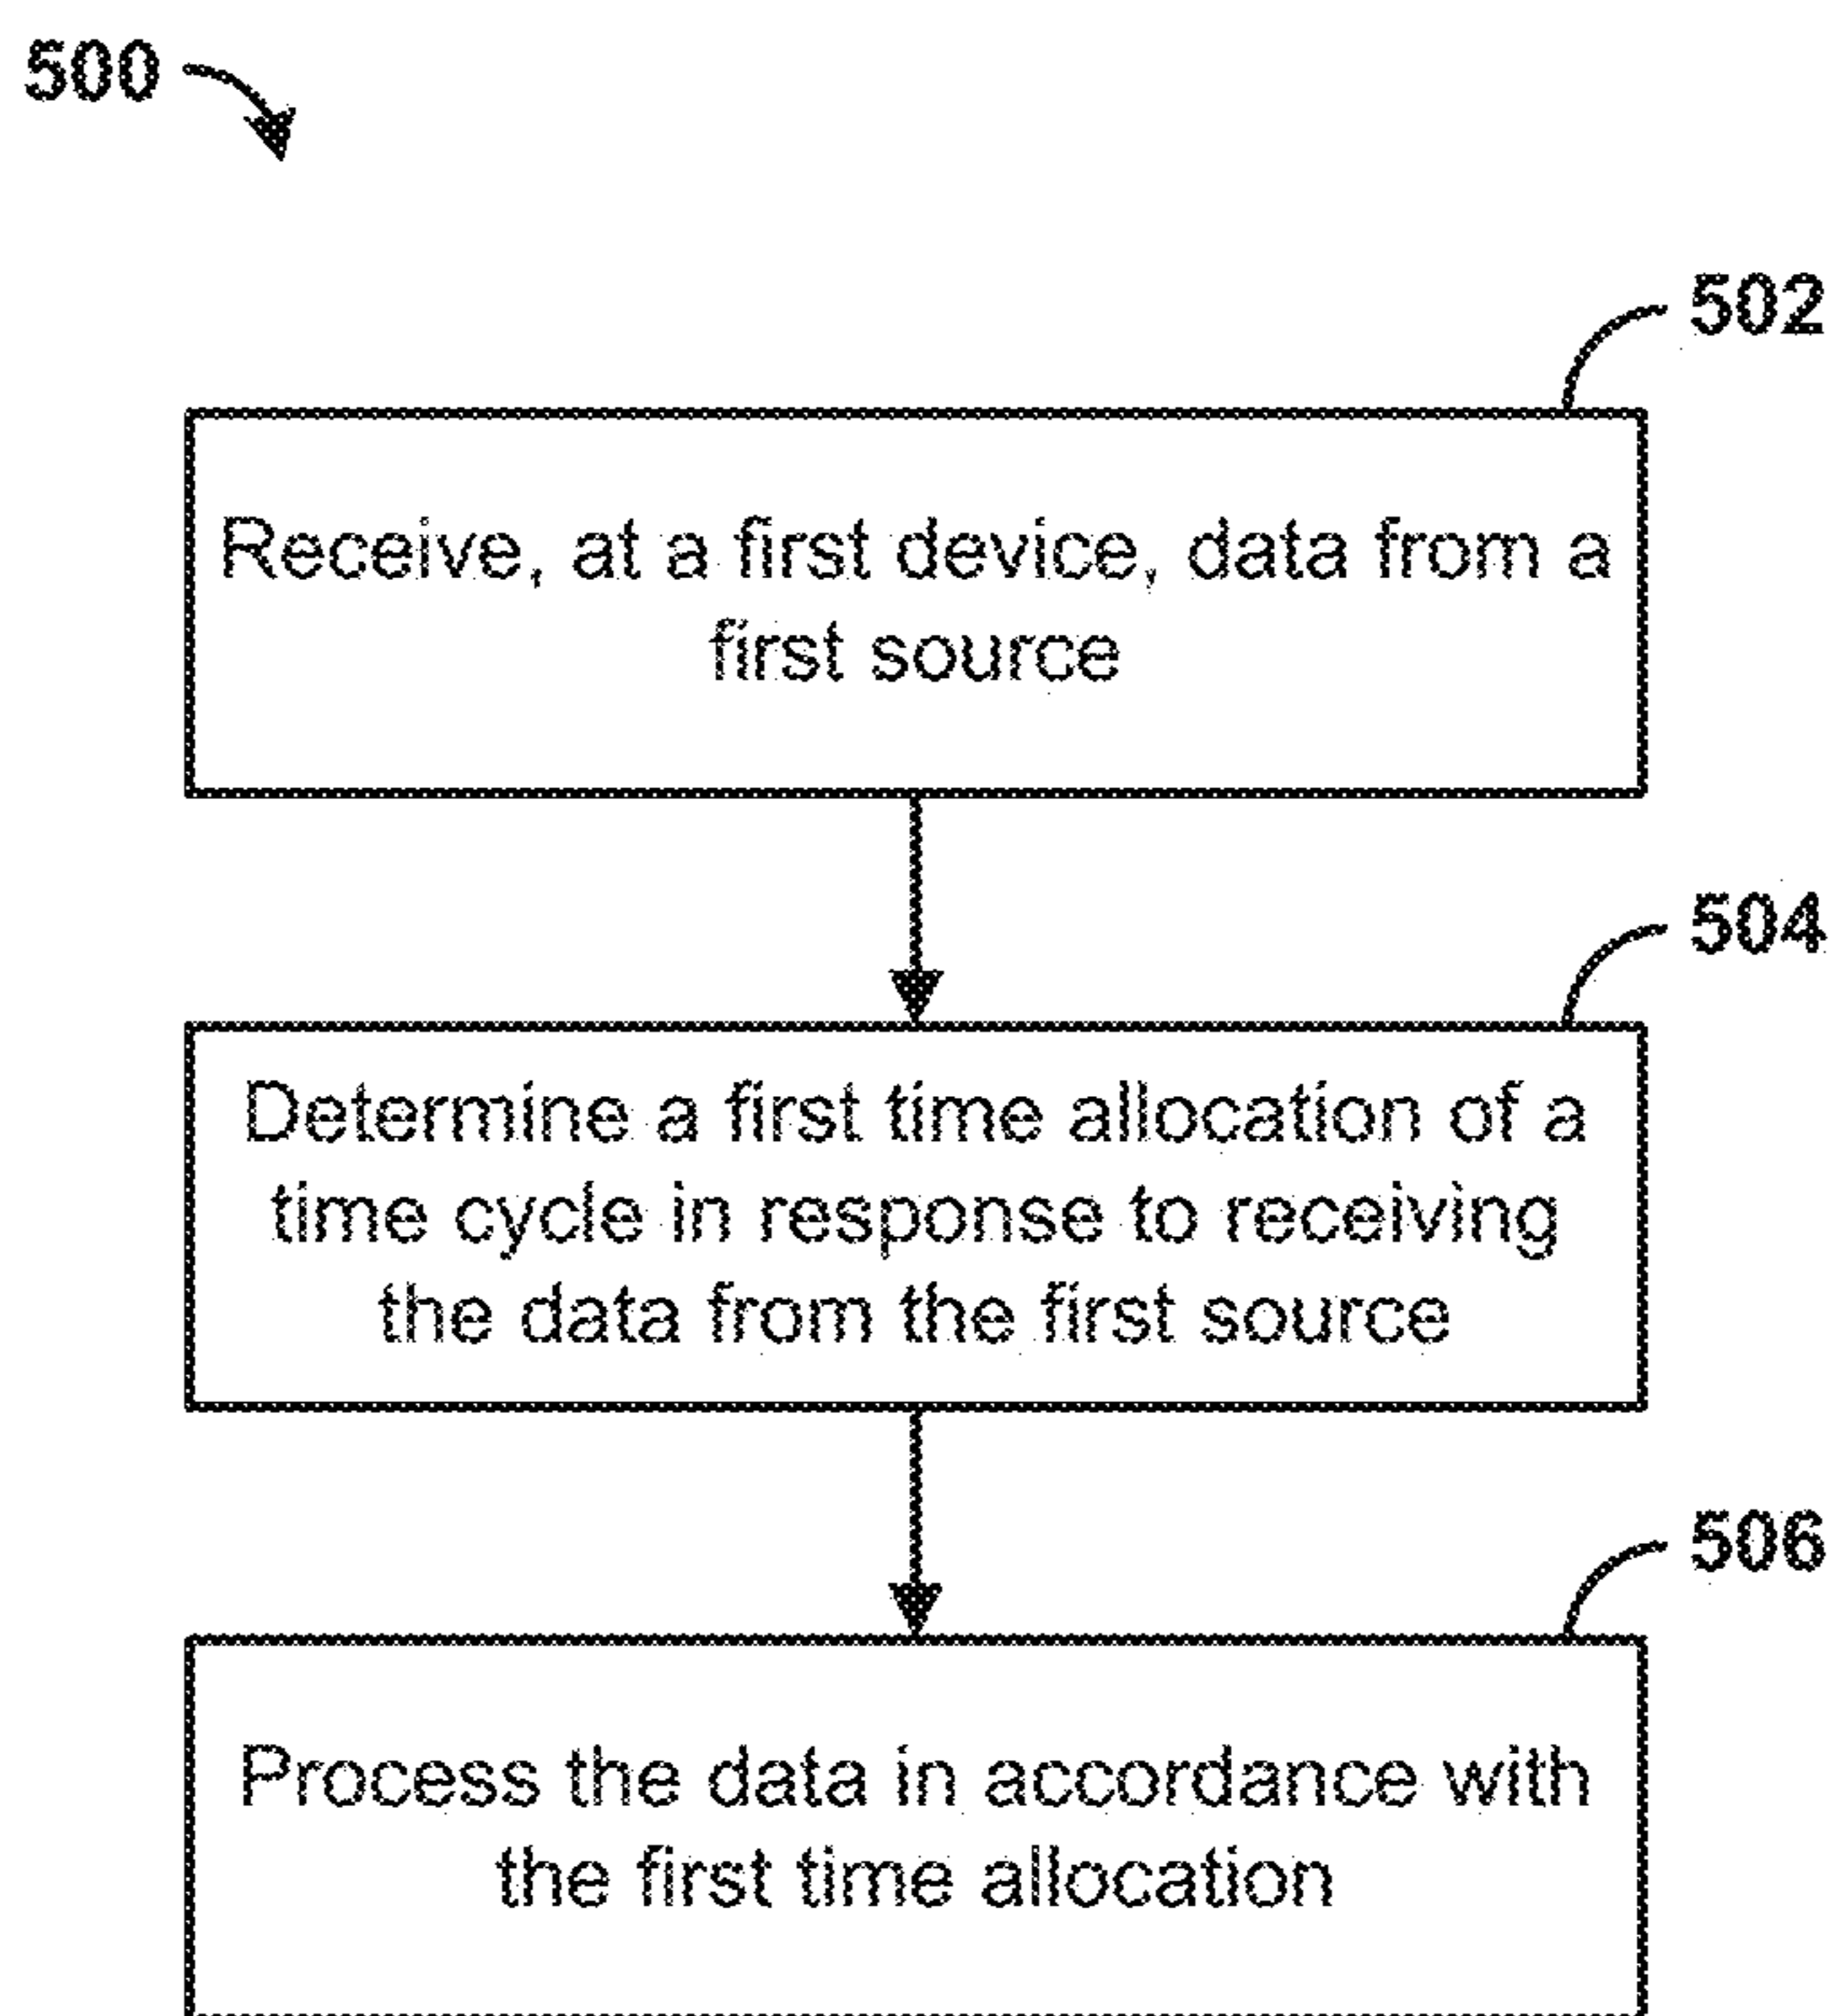 500
502
Receive, at a first device, data from a
first source
504
Determine a first time allocation of a
time cycle in response to receiving
the data from the first source
506
Process the data in accordance with
the first time allocation